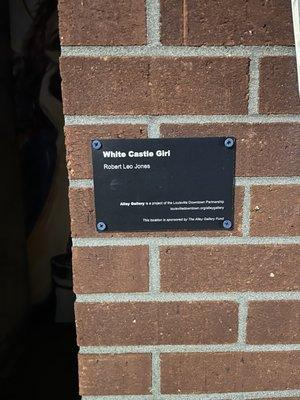 White Castle Girl
Robert Leo Jones
Alley Gallery is a project of the Louisville Downtown Partnership
louisvilledowntown.org/alleygallery
This location is sponsored by The Alley Gallery Fund